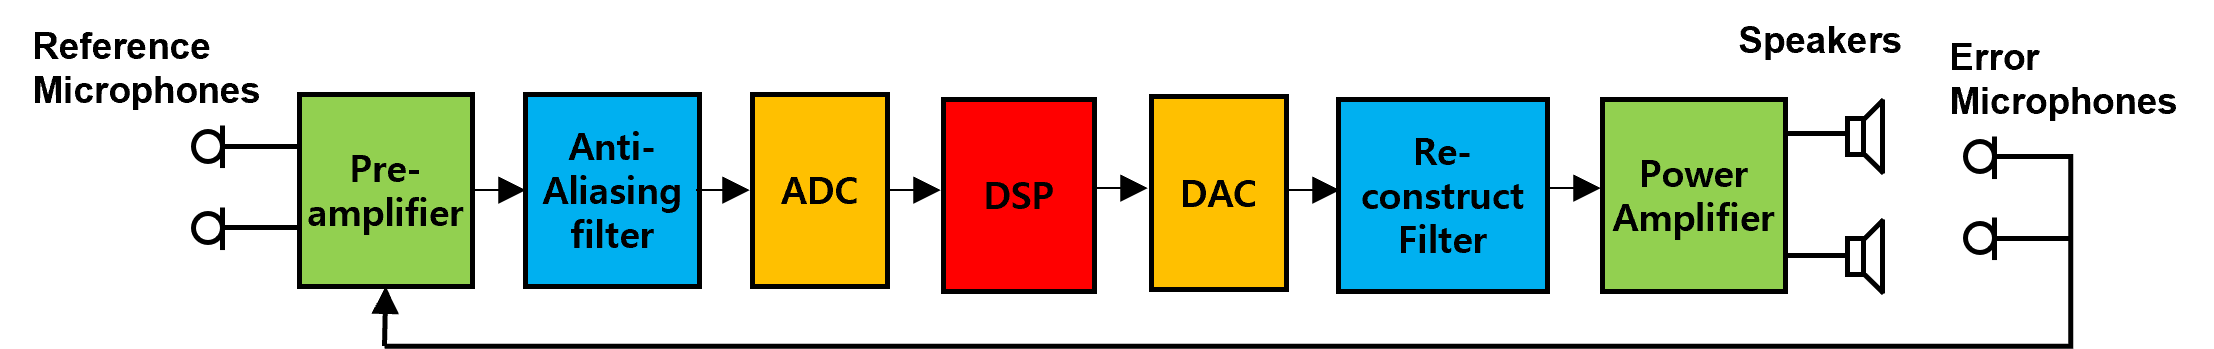 Reference
Microphones
Pre-
amplifier
Anti-
Aliasing
filter
ADC
DSP
DAC
Re-
construct
Filter
Power
Amplifier
Speakers
Error
Microphones